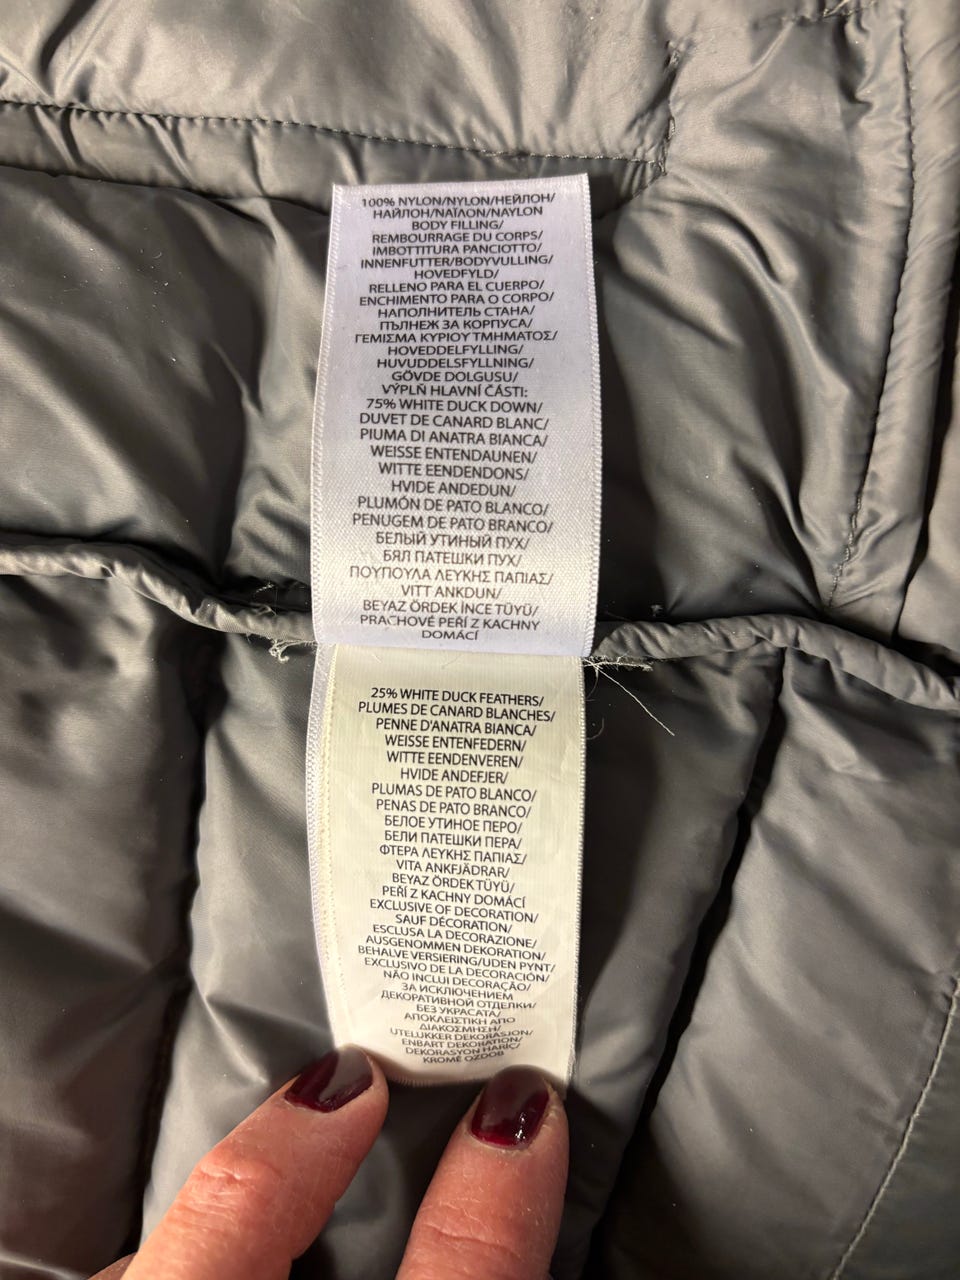 100% NYLON/NYLON/НЕЙЛОН/
НАЙЛОН/ΝΑΪΛΟΝ/NAYLON
BODY FILLING/
REMBOURRAGE DU CORPS/
IMBOTTITURA PANCIOTTO/
INNENFUTTER/BODYVULLING/
HOVEDFYLD/
RELLENO PARA EL CUERPO/
ENCHIMENTO PARA O CORPO/
НАПОЛНИТЕЛЬ СТАНА/
ПЪЛНЕЖ ЗА КОРПУСА/
ΓΕΜΙΣΜΑ ΚΥΡΙΟΥ ΤΜΗΜΑΤΟΣ/
HOVEDDELFYLLING/
HUVUDDELSFYLLNING/
GÖVDE DOLGUSU/
VÝPLŇ HLAVNÍ ČÁSTI:
75% WHITE DUCK DOWN/
DUVET DE CANARD BLANC/
PIUMA DI ANATRA BIANCA/
WEISSE ENTENDAUNEN/
WITTE EENDENDONS/
HVIDE ANDEDUN/
PLUMÓN DE PATO BLANCO/
PENUGEM DE PATO BRANCO/
БЕЛЫЙ УТИНЫЙ ПУХ/
БЯЛ ПАТЕШКИ ПУХ/
ΠΟΥΠΟΥΛΑ ΛΕΥΚΗΣ ΠΑΠΙΑΣ/
VITT ANKDUN/
BEYAZ ÖRDEK İNCE TÜYÜ/
PRACHOVÉ PEŘÍ Z KACHNY
DOMÁCÍ
25% WHITE DUCK FEATHERS/
PLUMES DE CANARD BLANCHES/
PENNE D'ANATRA BIANCA/
WEISSE ENTENFEDERN/
WITTE EENDENVEREN/
HVIDE ANDEFJER/
PLUMAS DE PATO BLANCO/
PENAS DE PATO BRANCO/
БЕЛОЕ УТИНОЕ ПЕРО/
БЕЛИ ПАТЕШКИ ПЕРА/
ΦΤΕΡΑ ΛΕΥΚΗΣ ΠΑΠΙΑΣ/
VITA ANKFJÄDRAR/
BEYAZ ÖRDEK TÜYÜ/
PEŘÍ Z KACHNY DOMÁCÍ
EXCLUSIVE OF DECORATION/
SAUF DÉCORATION/
ESCLUSA LA DECORAZIONE/
AUSGENOMMEN DEKORATION/
BEHALVE VERSIERING/UDEN PYNT/
EXCLUSIVO DE LA DECORACIÓN/
NÃO INCLUI DECORAÇÃO/
ЗА ИСКЛЮЧЕНИЕМ
ДЕКОРАТИВНОЙ ОТДЕЛКИ/
БЕЗ УКРАСАТА/
ΑΠΟΚΛΕΙΣΤΙΚΗ ΑΠΟ
ΔΙΑΚΟΣΜΗΣΗ/
UTELUKKER DEKORASJON/
ENBART DEKORATION/
DEKORASYON HARİÇ/
KROMĚ OZDOB